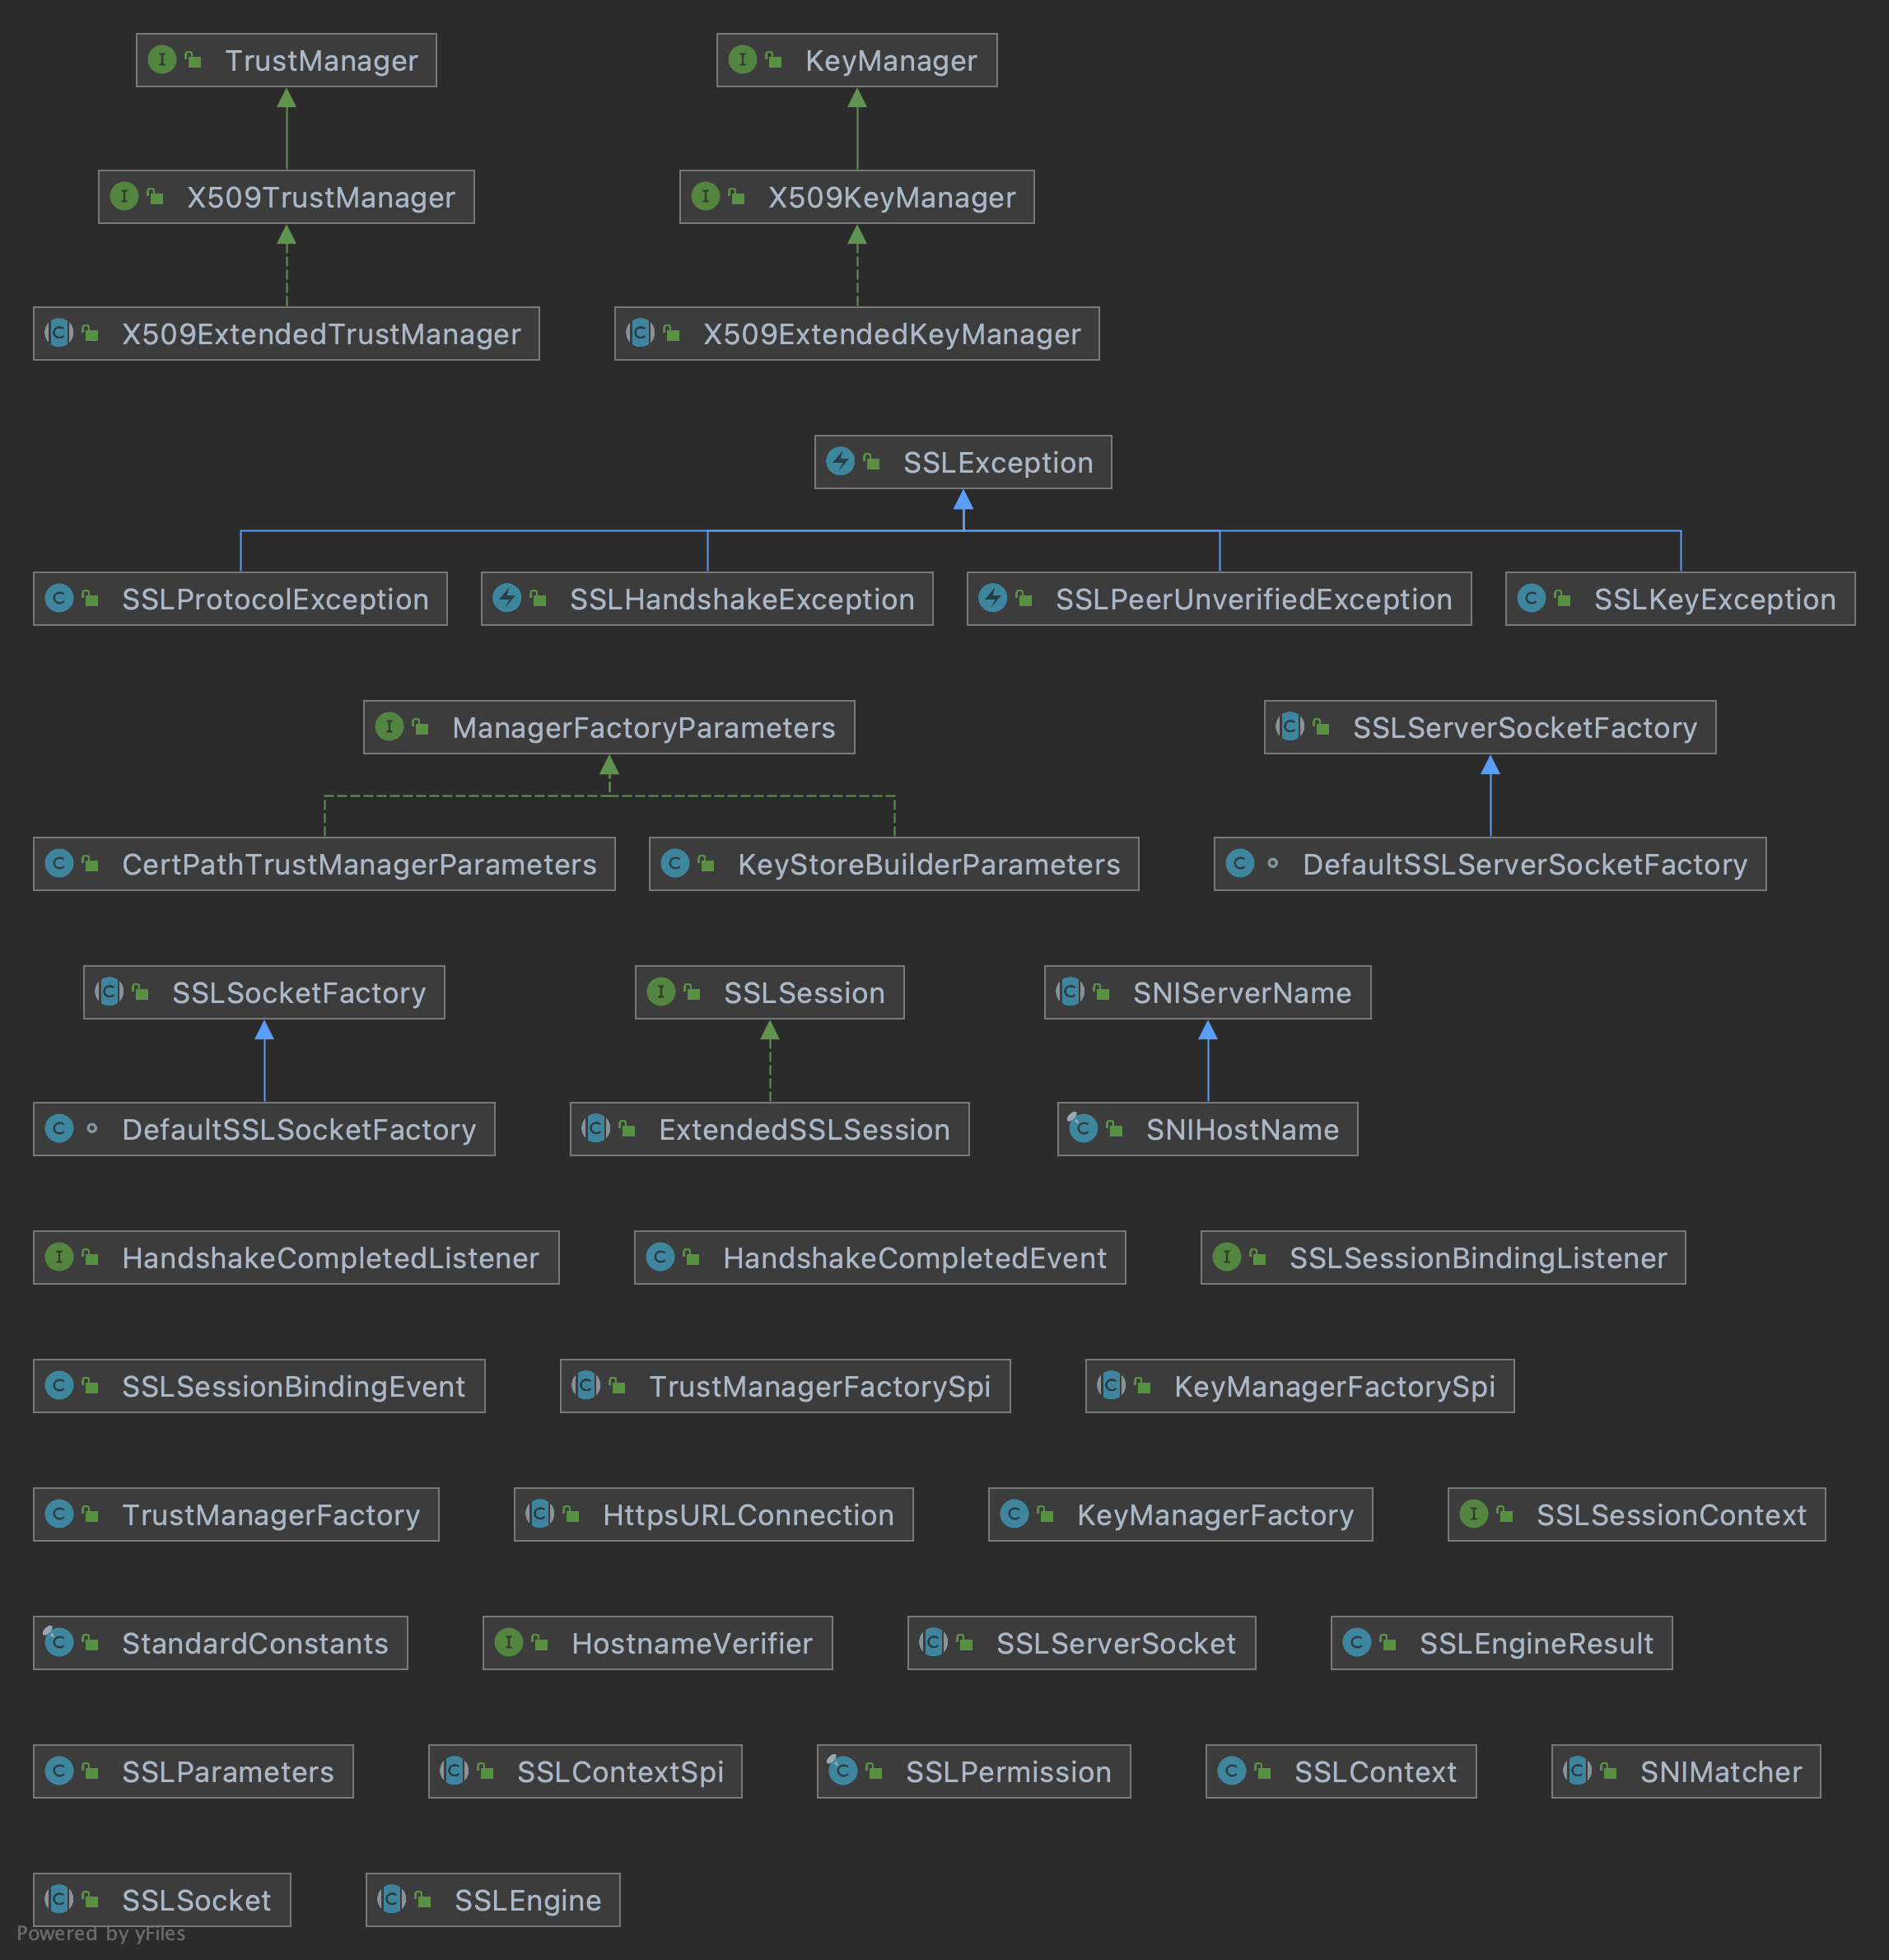 TrustManager
KeyManager
X509TrustManager
X509KeyManager
X509ExtendedTrustManager
X509ExtendedKeyManager
SSLException
SSLProtocolException
SSLHandshakeException
SSLPeerUnverifiedException
SSLKeyException
ManagerFactoryParameters
SSLServerSocketFactory
CertPathTrustManagerParameters
KeyStoreBuilderParameters
DefaultSSLServerSocketFactory
SSLSocketFactory
SSLSession
SNIServerName
DefaultSSLSocketFactory
ExtendedSSLSession
SNIHostName
HandshakeCompletedListener
HandshakeCompletedEvent
SSLSessionBindingListener
SSLSessionBindingEvent
TrustManagerFactorySpi
KeyManagerFactorySpi
TrustManagerFactory
HttpsURLConnection
KeyManagerFactory
SSLSessionContext
StandardConstants
HostnameVerifier
SSLServerSocket
SSLEngineResult
SSLParameters
SSLContextSpi
SSLPermission
SSLContext
SNIMatcher
SSLSocket
SSLEngine
Powered by yFiles